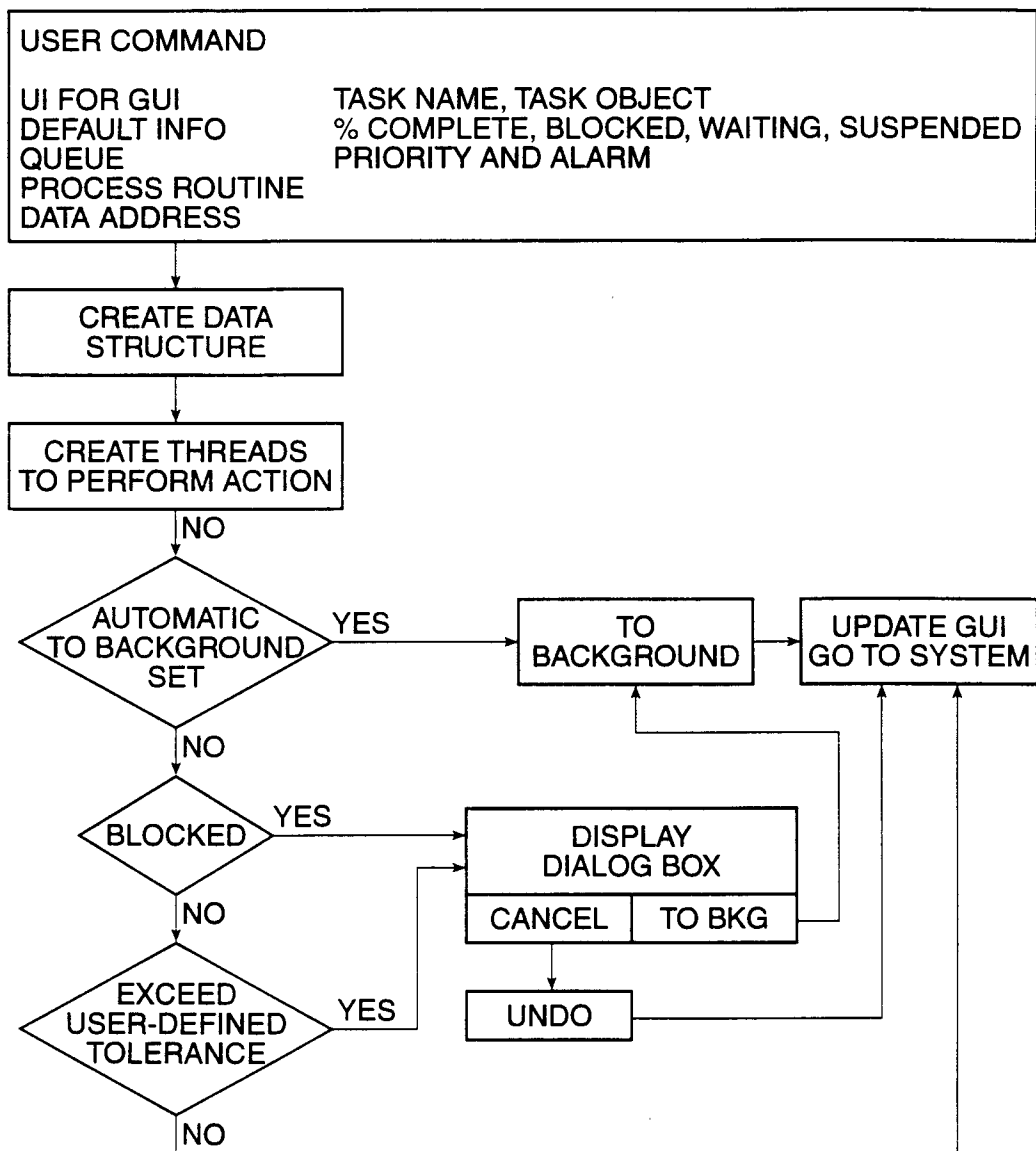 USER COMMAND
UI FOR GUI TASK NAME, TASK OBJECT
DEFAULT INFO % COMPLETE, BLOCKED, WAITING, SUSPENDED
QUEUE PRIORITY AND ALARM
PROCESS ROUTINE
DATA ADDRESS
CREATE DATA
STRUCTURE
CREATE THREADS
TO PERFORM ACTION
NO
AUTOMATIC
TO BACKGROUND
SET
YES
TO
BACKGROUND
UPDATE GUI
GO TO SYSTEM
NO
BLOCKED
YES
DISPLAY
DIALOG BOX
CANCEL
TO BKG
NO
EXCEED
USER-DEFINED
TOLERANCE
YES
UNDO
NO